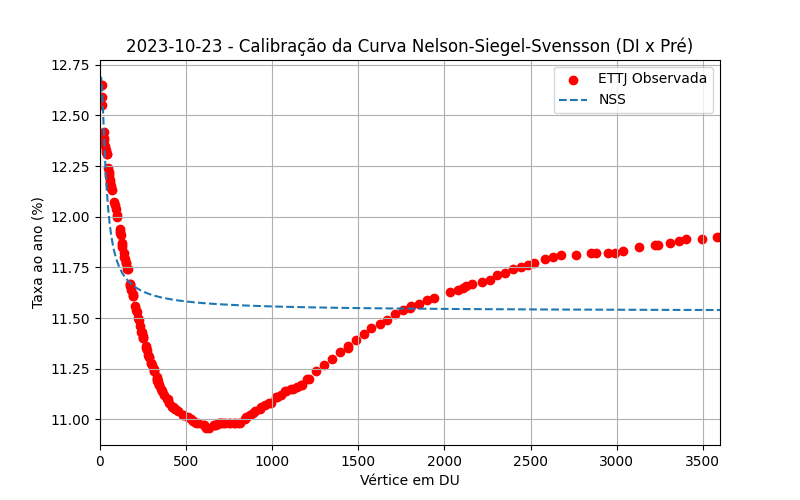 2023-10-23 - Calibração da Curva Nelson-Siegel-Svensson (DI x Pré)
12.75
12.50
12.25
12.00
11.75
11.50
11.25
11.00
Taxa ao ano (%)
ETTJ Observada
NSS
0 500 1000 1500 2000 2500 3000 3500
Vértice em DU